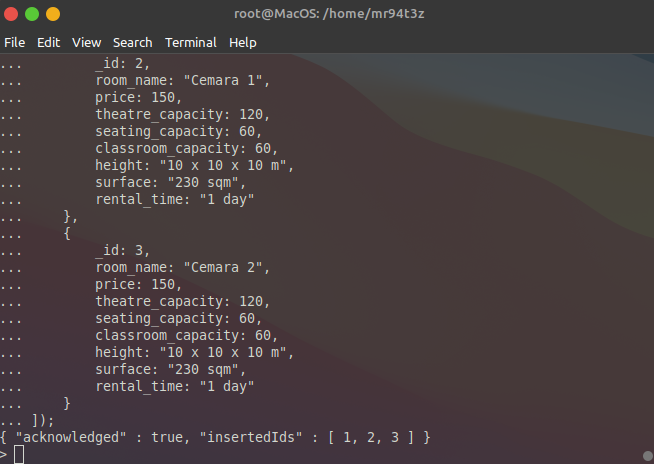 root@MacOS: /home/mr94t3z
File Edit View Search Terminal Help
...         _id: 2,
...         room_name: "Cemara 1",
...         price: 150,
...         theatre_capacity: 120,
...         seating_capacity: 60,
...         classroom_capacity: 60,
...         height: "10 x 10 x 10 m",
...         surface: "230 sqm",
...         rental_time: "1 day"
...     },
...     {
...         _id: 3,
...         room_name: "Cemara 2",
...         price: 150,
...         theatre_capacity: 120,
...         seating_capacity: 60,
...         classroom_capacity: 60,
...         height: "10 x 10 x 10 m",
...         surface: "230 sqm",
...         rental_time: "1 day"
...     }
... ]);
{ "acknowledged" : true, "insertedIds" : [ 1, 2, 3 ] }
>